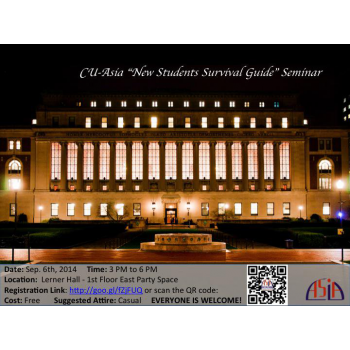 CU-Asia "New Students Survival Guide" Seminar
Date: Sep. 6th, 2014 Time: 3 PM to 6 PM
Location: Lerner Hall - 1st Floor East Party Space
Registration Link: http://goo.gl/fZjFUQ or scan the QR code:
Cost: Free Suggested Attire: Casual EVERYONE IS WELCOME!
ASIA